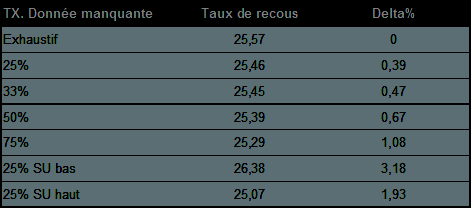 TX. Donnée manquante Taux de recous Delta%
Exhaustif 25,57 0
25% 25,46 0,39
33% 25,45 0,47
50% 25,39 0,67
75% 25,29 1,08
25% SU bas 26,38 3,18
25% SU haut 25,07 1,93